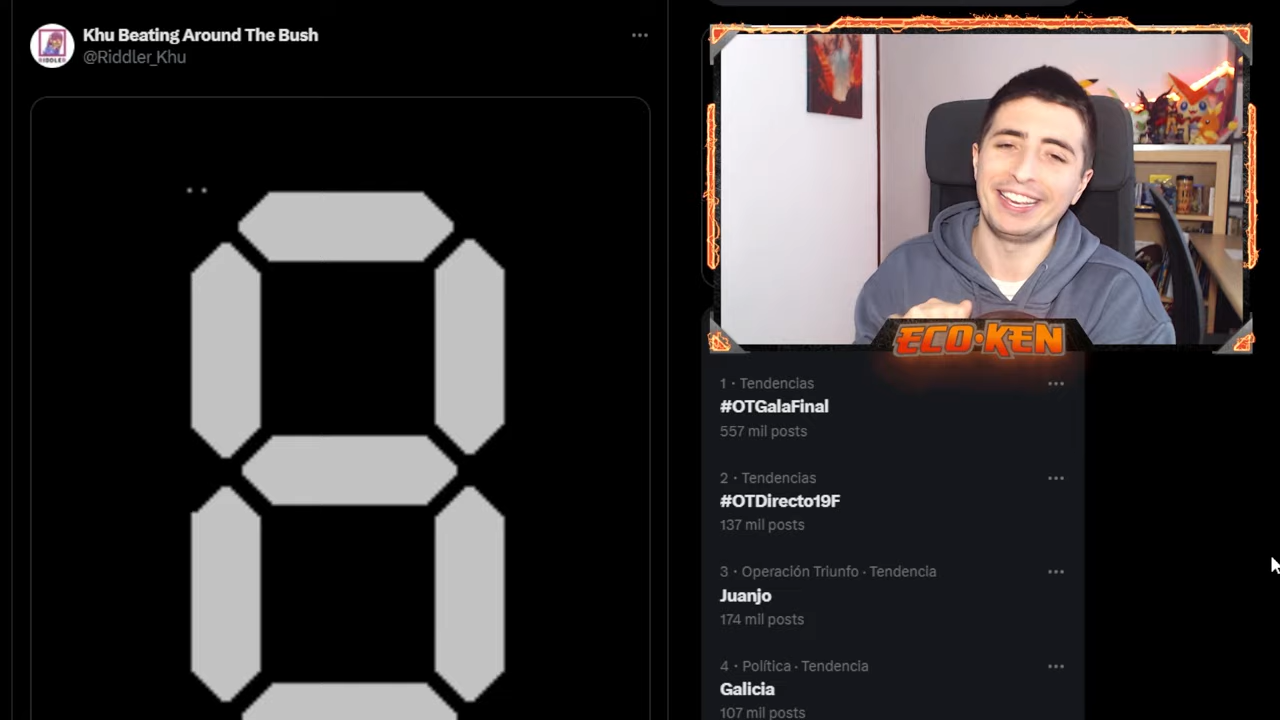 Khu Beating Around The Bush
@Riddler_Khu
8
ECO·KEN
1 · Tendencias
#OTGalaFinal
557 mil posts
2 · Tendencias
#OTDirecto19F
137 mil posts
3 · Operación Triunfo · Tendencia
Juanjo
174 mil posts
4 · Política · Tendencia
Galicia
107 mil posts